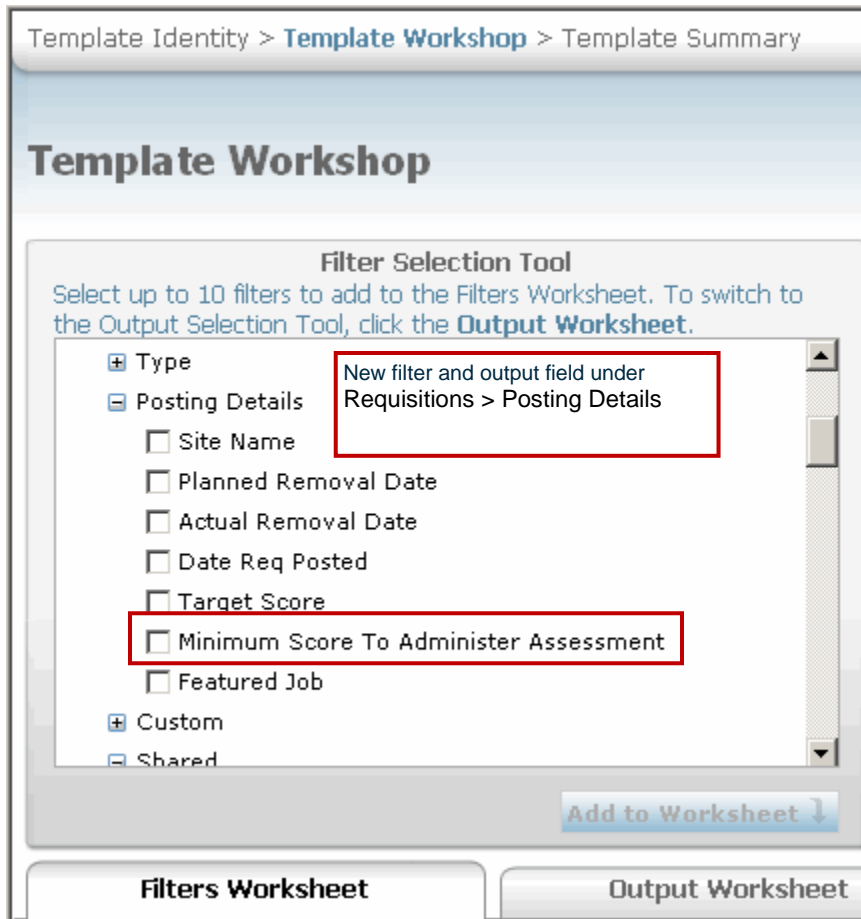 Template Identity > Template Workshop > Template Summary
Template Workshop
Filter Selection Tool
Select up to 10 filters to add to the Filters Worksheet. To switch to
the Output Selection Tool, click the Output Worksheet.
Type
New filter and output field under
Requisitions > Posting Details
Posting Details
Site Name
Planned Removal Date
Actual Removal Date
Date Req Posted
Target Score
Minimum Score To Administer Assessment
Featured Job
Custom
Shared
Add to Worksheet
Filters Worksheet
Output Worksheet